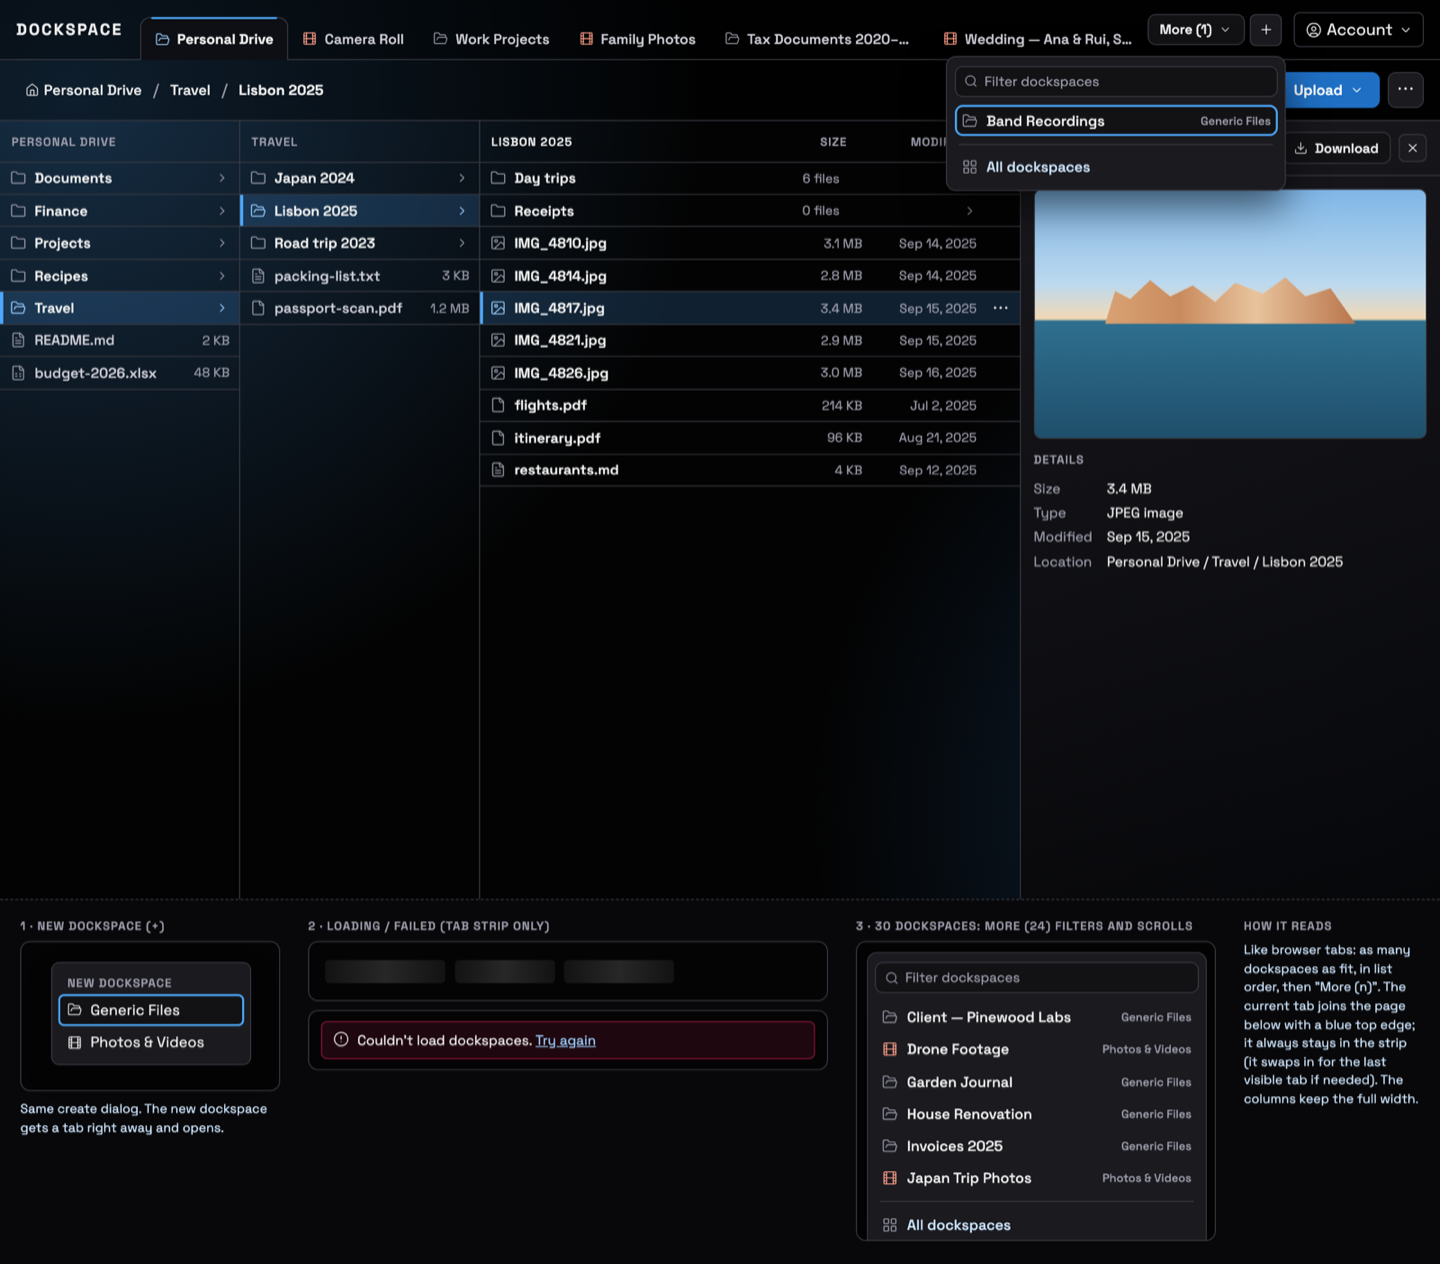 DOCKSPACE
Personal Drive
Camera Roll
Work Projects
Family Photos
Tax Documents 2020–...
Wedding — Ana & Rui, S...
More (1)
+
Account
Personal Drive / Travel / Lisbon 2025
Filter dockspaces
Band Recordings Generic Files
All dockspaces
Upload
...
PERSONAL DRIVE
Documents
Finance
Projects
Recipes
Travel
README.md 2 KB
budget-2026.xlsx 48 KB
TRAVEL
Japan 2024
Lisbon 2025
Road trip 2023
packing-list.txt 3 KB
passport-scan.pdf 1.2 MB
LISBON 2025 SIZE
Day trips 6 files
Receipts 0 files
IMG_4810.jpg 3.1 MB Sep 14, 2025
IMG_4814.jpg 2.8 MB Sep 14, 2025
IMG_4817.jpg 3.4 MB Sep 15, 2025 ...
IMG_4821.jpg 2.9 MB Sep 15, 2025
IMG_4826.jpg 3.0 MB Sep 16, 2025
flights.pdf 214 KB Jul 2, 2025
itinerary.pdf 96 KB Aug 21, 2025
restaurants.md 4 KB Sep 12, 2025
Download
DETAILS
Size 3.4 MB
Type JPEG image
Modified Sep 15, 2025
Location Personal Drive / Travel / Lisbon 2025
1 · NEW DOCKSPACE (+)
NEW DOCKSPACE
Generic Files
Photos & Videos
Same create dialog. The new dockspace
gets a tab right away and opens.
2 · LOADING / FAILED (TAB STRIP ONLY)
Couldn't load dockspaces. Try again
3 · 30 DOCKSPACES: MORE (24) FILTERS AND SCROLLS
Filter dockspaces
Client — Pinewood Labs Generic Files
Drone Footage Photos & Videos
Garden Journal Generic Files
House Renovation Generic Files
Invoices 2025 Generic Files
Japan Trip Photos Photos & Videos
All dockspaces
HOW IT READS
Like browser tabs: as many
dockspaces as fit, in list
order, then "More (n)". The
current tab joins the page
below with a blue top edge;
it always stays in the strip
(it swaps in for the last
visible tab if needed). The
columns keep the full width.